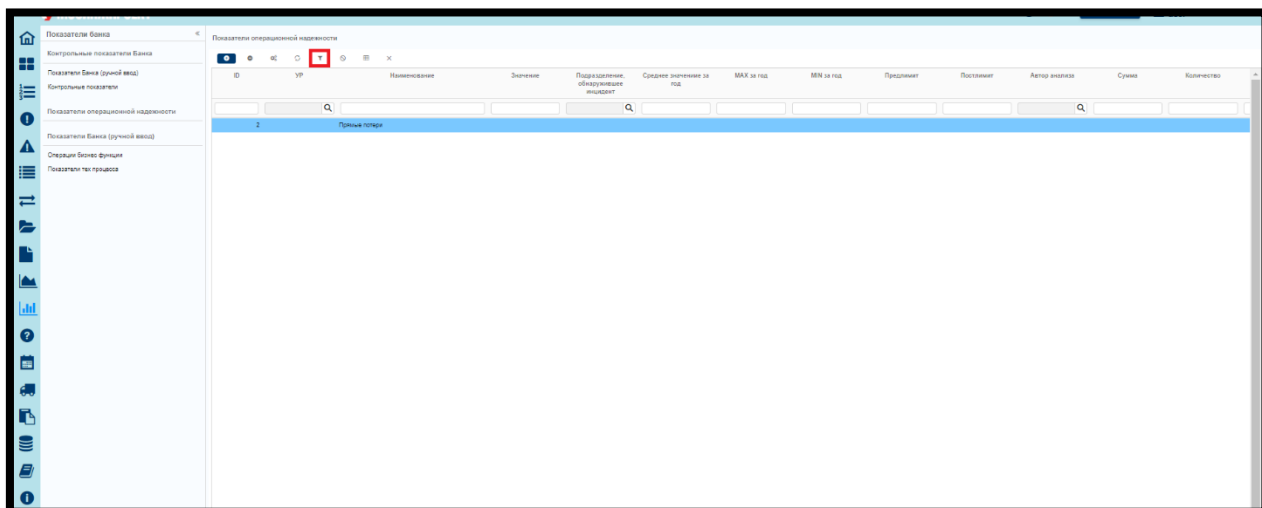 Показатели банка «
Контрольные показатели Банка
Показатели Банка (ручной ввод)
Контрольные показатели
Показатели операционной надежности
Показатели Банка (ручной ввод)
Операции бизнес функции
Показатели тех процесса
Показатели операционной надежности
ID УР Наименование Значение Подразделение, обнаружившее инцидент Среднее значение за год MAX за год MIN за год Предлимит Постлимит Автор анализа Сумма Количество
2 Прямые потери